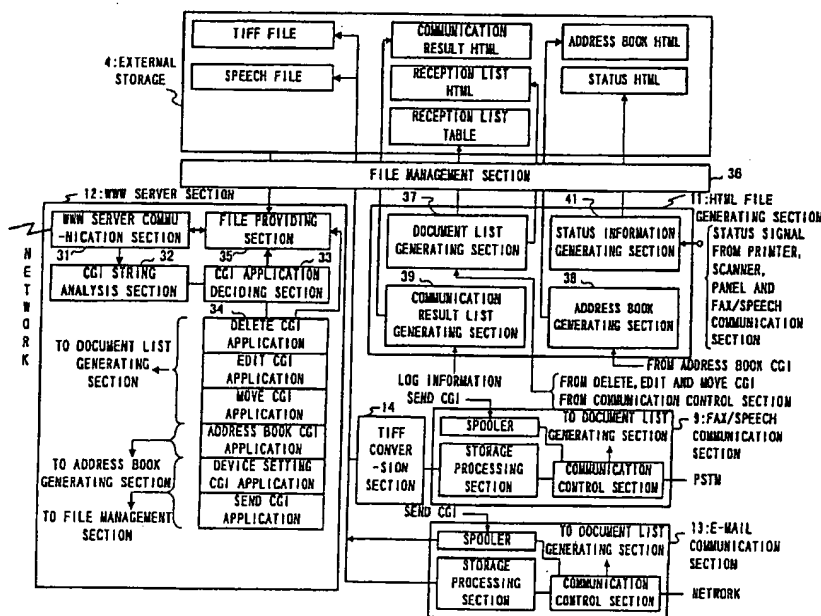 TIFF FILE
SPEECH FILE
4:EXTERNAL
STORAGE
COMMUNICATION
RESULT HTML
RECEPTION LIST
HTML
RECEPTION LIST
TABLE
ADDRESS BOOK HTML
STATUS HTML
FILE MANAGEMENT SECTION
36
12:WWW SERVER SECTION
WWW SERVER COMMU
-NICATION SECTION
31
32
CGI STRING
ANALYSIS SECTION
FILE PROVIDING
SECTION
35
33
CGI APPLICATION
DECIDING SECTION
34
DELETE CGI
APPLICATION
EDIT CGI
APPLICATION
MOVE CGI
APPLICATION
ADDRESS BOOK CGI
APPLICATION
DEVICE SETTING
CGI APPLICATION
SEND CGI
APPLICATION
NETWORK
TO DOCUMENT LIST
GENERATING
SECTION
TO ADDRESS BOOK
GENERATING SECTION
TO FILE MANAGEMENT
SECTION
37
DOCUMENT LIST
GENERATING SECTION
39
COMMUNICATION
RESULT LIST
GENERATING SECTION
41
STATUS INFORMATION
GENERATING SECTION
38
ADDRESS BOOK
GENERATING SECTION
11:HTML FILE
GENERATING SECTION
STATUS SIGNAL
FROM PRINTER,
SCANNER,
PANEL AND
FAX/SPEECH
COMMUNICATION
SECTION
FROM ADDRESS BOOK CGI
LOG INFORMATION
FROM DELETE, EDIT AND MOVE CGI
FROM COMMUNICATION CONTROL SECTION
SEND CGI
14
TIFF
CONVER
-SION
SECTION
SPOOLER
STORAGE
PROCESSING
SECTION
TO DOCUMENT LIST
GENERATING SECTION
COMMUNICATION
CONTROL SECTION
9:FAX/SPEECH
COMMUNICATION
SECTION
PSTN
SEND CGI
SPOOLER
STORAGE
PROCESSING
SECTION
TO DOCUMENT LIST
GENERATING SECTION
COMMUNICATION
CONTROL SECTION
13:E-MAIL
COMMUNICATION
SECTION
NETWORK